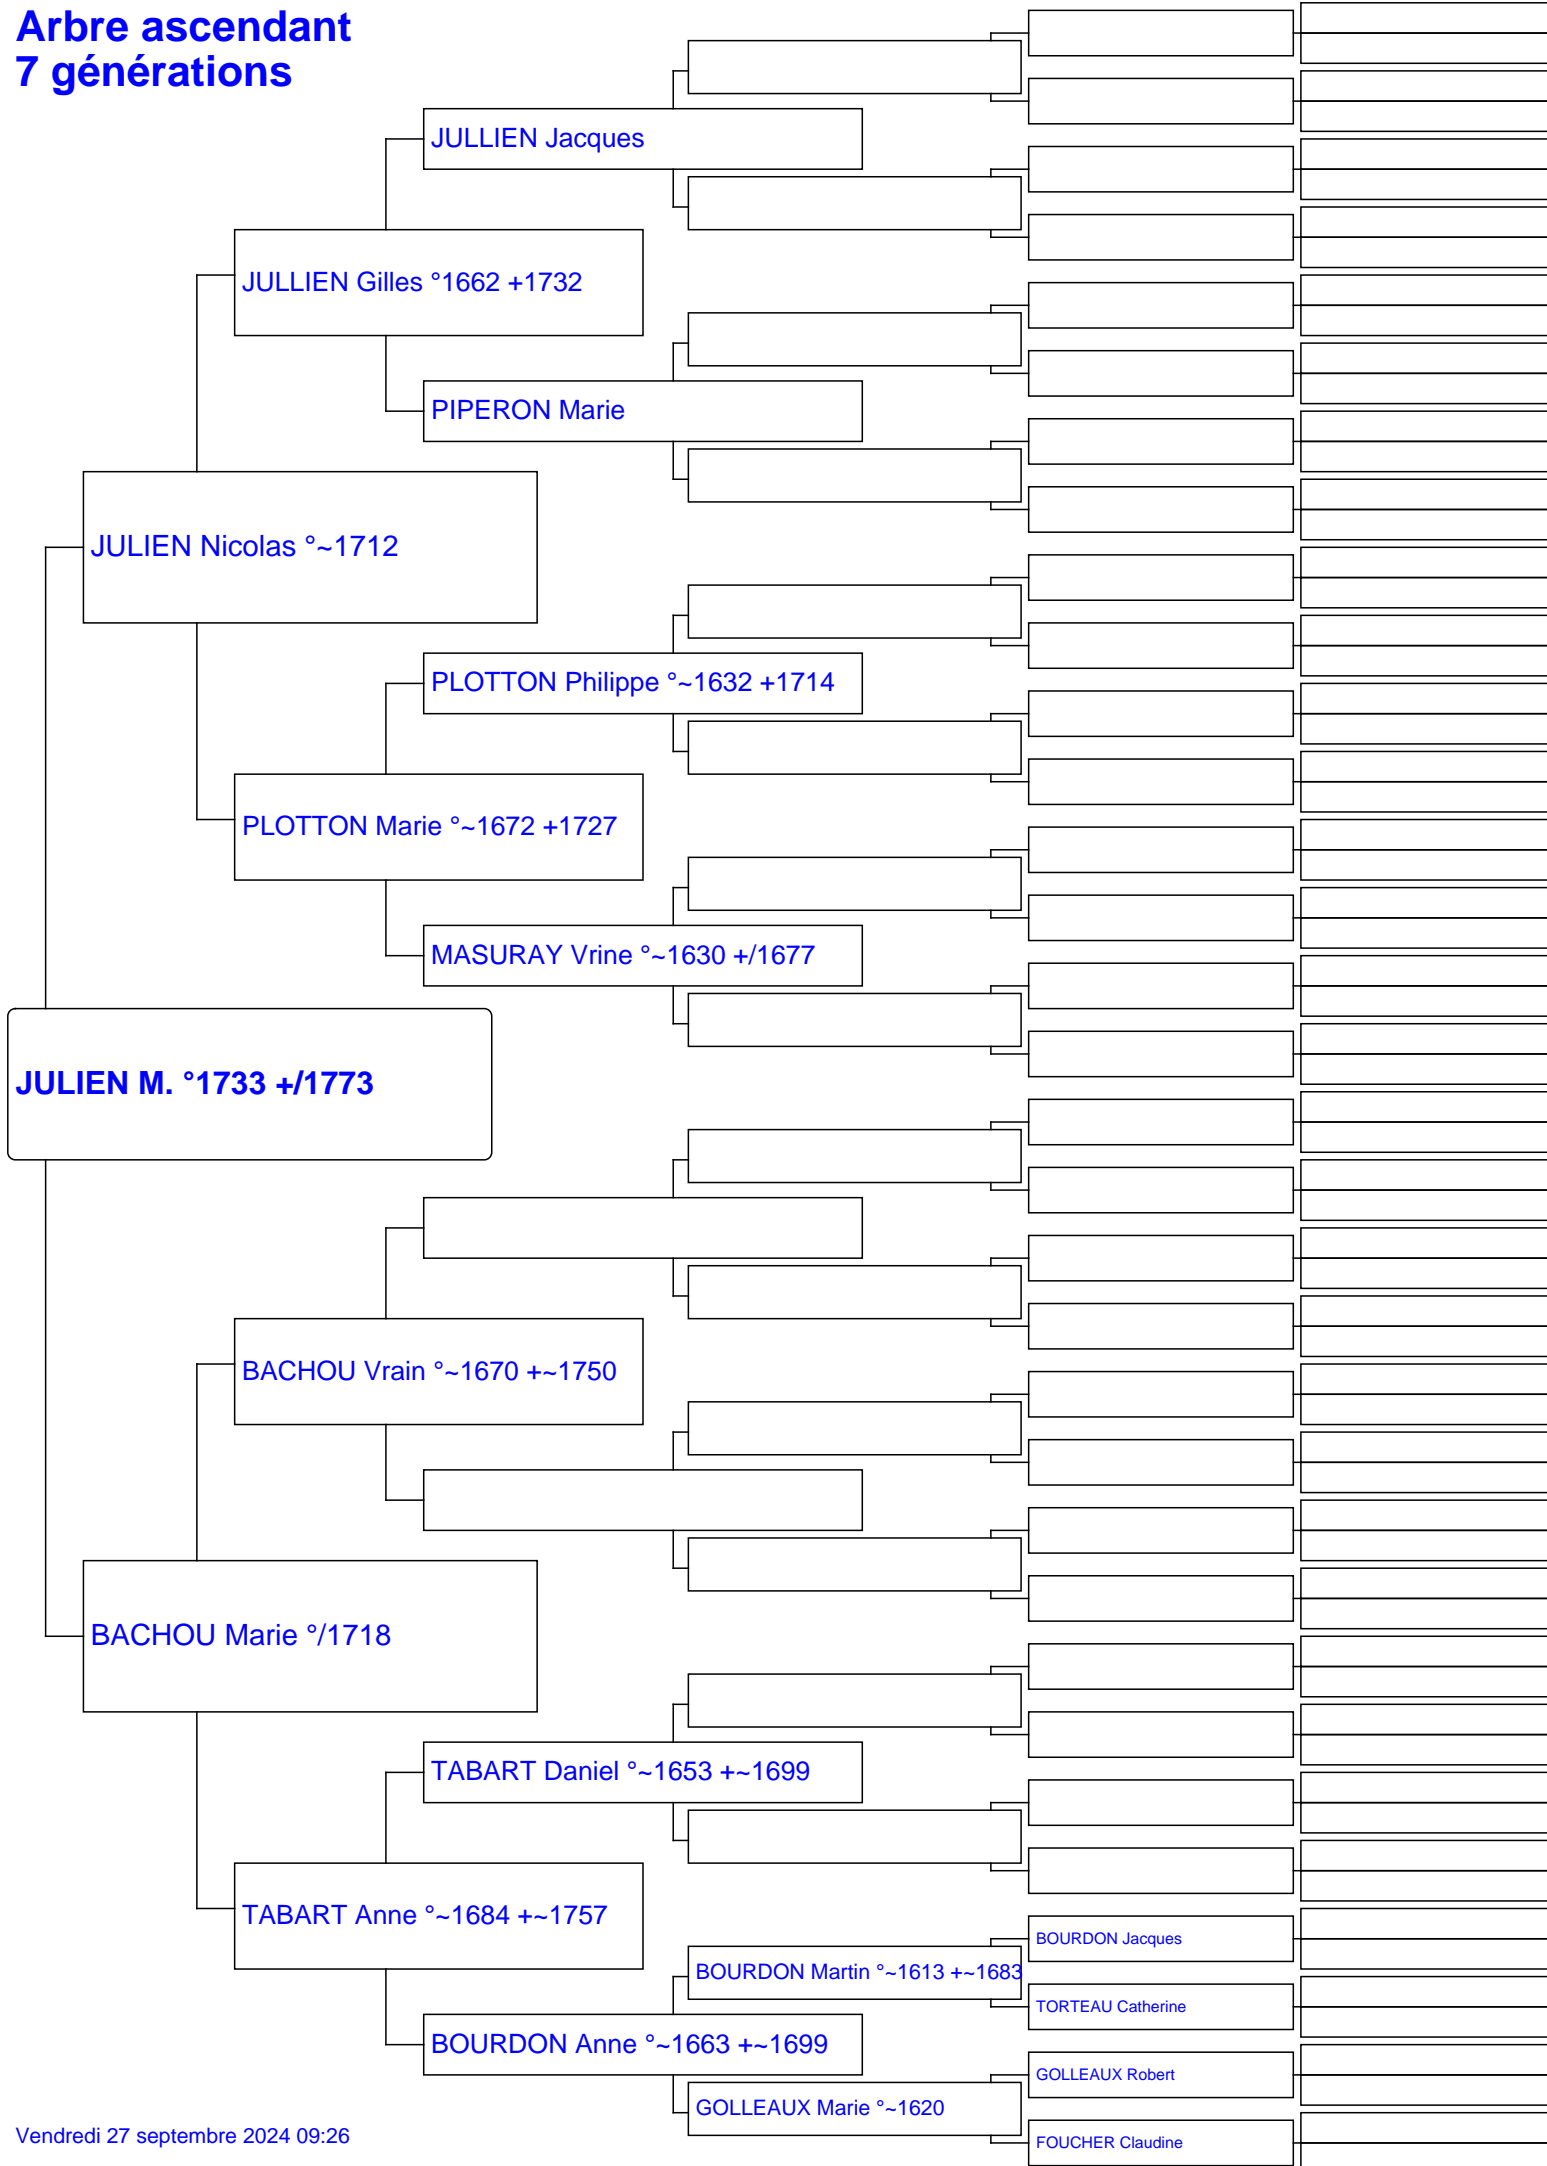 Arbre ascendant
7 générations
JULLIEN Jacques
JULLIEN Gilles °1662 +1732
PIPERON Marie
JULIEN Nicolas °~1712
PLOTTON Philippe °~1632 +1714
PLOTTON Marie °~1672 +1727
MASURAY Vrine °~1630 +/1677
JULIEN M. °1733 +/1773
BACHOU Vrain °~1670 +~1750
BACHOU Marie °/1718
TABART Daniel °~1653 +~1699
TABART Anne °~1684 +~1757
BOURDON Jacques
BOURDON Martin °~1613 +~1683
TORTEAU Catherine
BOURDON Anne °~1663 +~1699
GOLLEAUX Robert
GOLLEAUX Marie °~1620
FOUCHER Claudine
Vendredi 27 septembre 2024 09:26